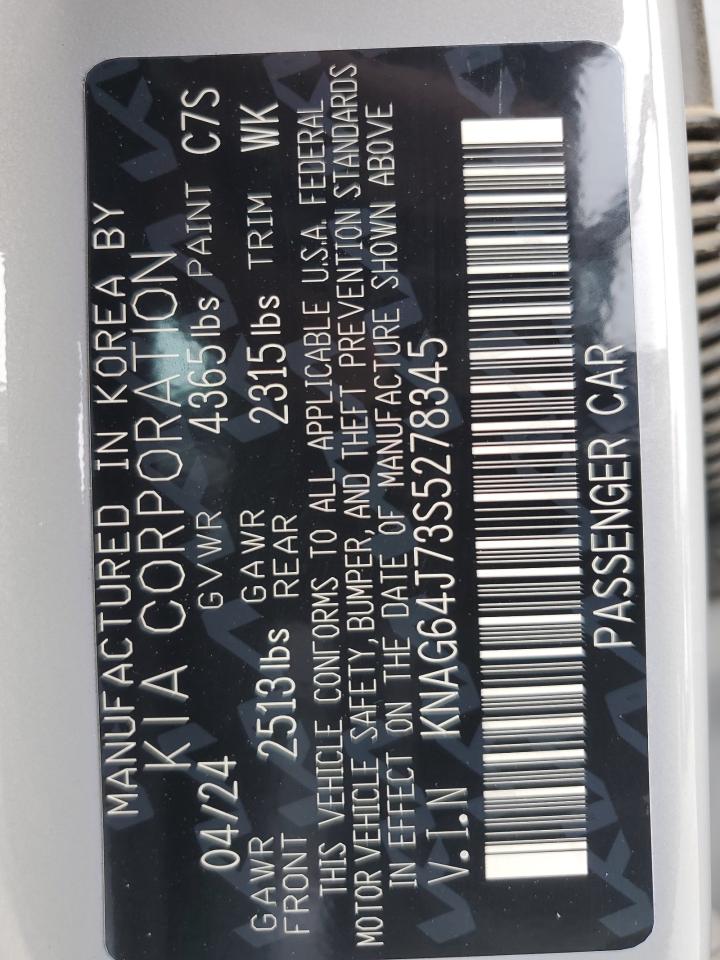 MANUFACTURED IN KOREA BY
KIA CORPORATION
04/24 GVWR 4365lbs PAINT C7S
GAWR FRONT 2513lbs GAWR REAR 2315lbs TRIM WK
THIS VEHICLE CONFORMS TO ALL APPLICABLE U.S.A. FEDERAL
MOTOR VEHICLE SAFETY, BUMPER, AND THEFT PREVENTION STANDARDS
IN EFFECT ON THE DATE OF MANUFACTURE SHOWN ABOVE
V.I.N KNAG64J73S5278345
PASSENGER CAR